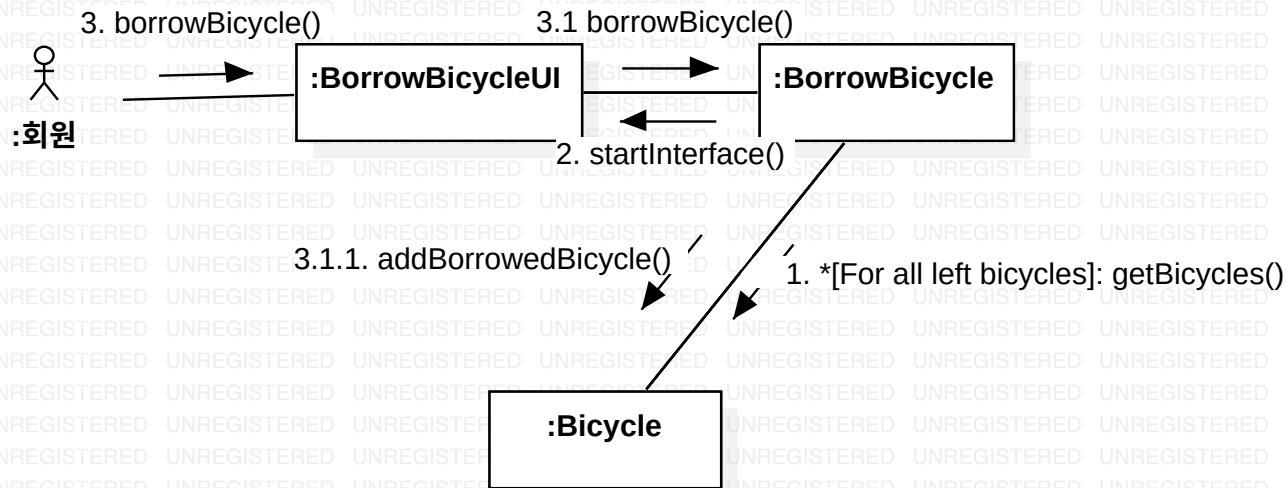 3. borrowBicycle()
3.1 borrowBicycle()
:BorrowBicycleUI
:BorrowBicycle
:회원
2. startInterface()
3.1.1. addBorrowedBicycle()
1. *[For all left bicycles]: getBicycles()
:Bicycle
UNREGISTERED